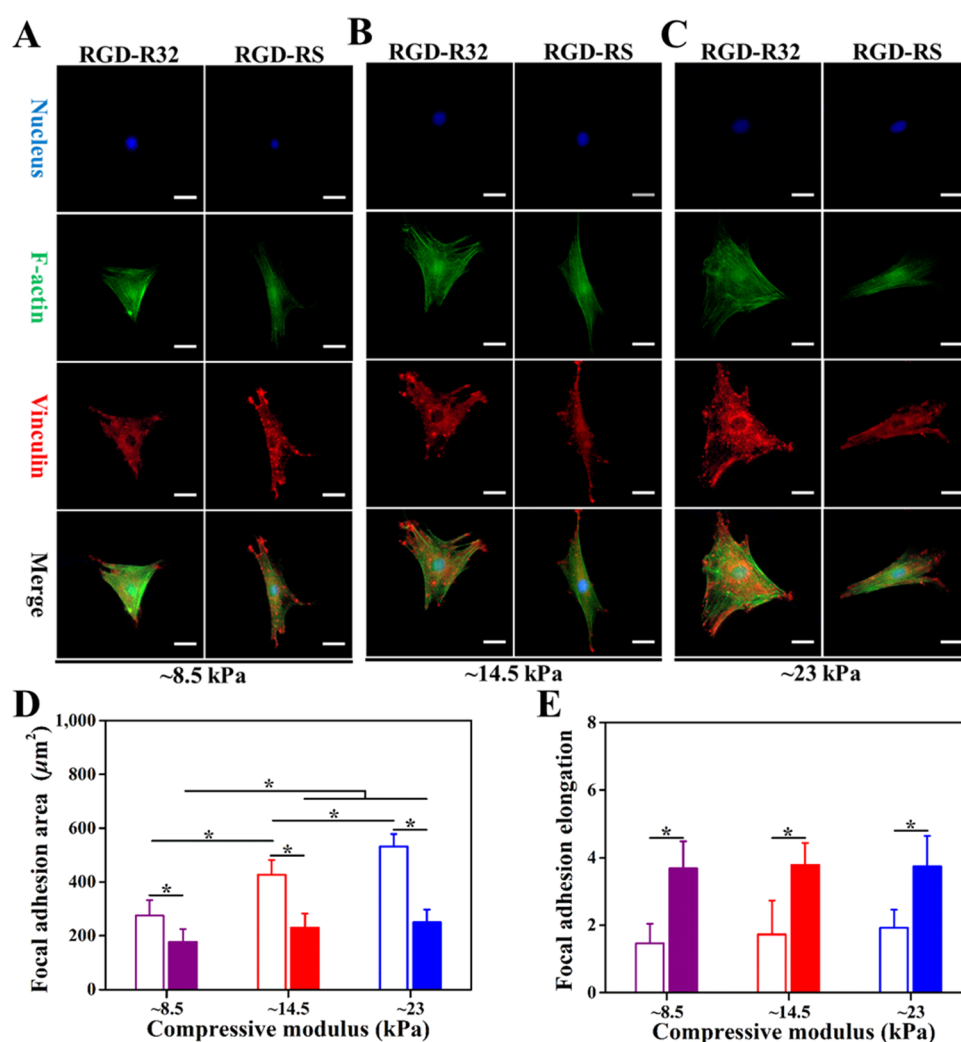 A B C
RGD-R32 RGD-RS RGD-R32 RGD-RS RGD-R32 RGD-RS
Nucleus
F-actin
Vinculin
Merge
~8.5 kPa ~14.5 kPa ~23 kPa
D
Focal adhesion area (μm²)
1,000
800
600
400
200
0
* * * * * *
~8.5 ~14.5 ~23
Compressive modulus (kPa)
E
Focal adhesion elongation
8
6
4
2
0
* * *
~8.5 ~14.5 ~23
Compressive modulus (kPa)